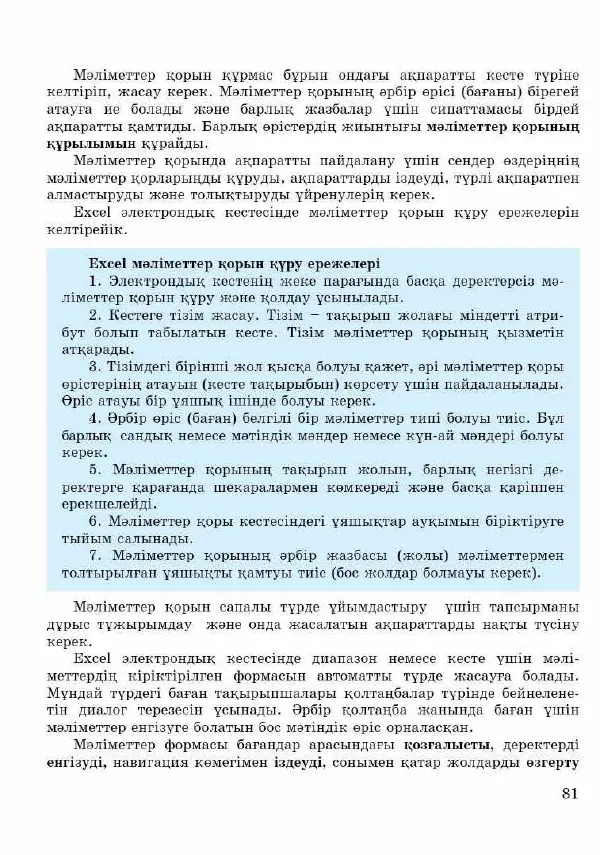 Мәліметтер қорын құрмас бұрын ондағы ақпаратты кесте түріне
келтіріп, жасау керек. Мәліметтер қорының әрбір өрісі (бағаны) бірегей
атауға ие болады және барлық жазбалар үшін сипаттамасы бірдей
ақпаратты қамтиды. Барлық өрістердің жиынтығы мәліметтер қорының
құрылымын құрайды.
Мәліметтер қорында ақпаратты пайдалану үшін сендер өздеріңнің
мәліметтер қорларыңды құруды, ақпараттарды іздеуді, түрлі ақпаратпен
алмастыруды және толықтыруды үйренулерің керек.
Excel электрондық кестесінде мәліметтер қорын құру ережелерін
келтірейік.
Excel мәліметтер қорын құру ережелері
1. Электрондық кестенің жеке парағында басқа деректерсіз мә-
ліметтер қорын құру және қолдау ұсынылады.
2. Кестеге тізім жасау. Тізім – тақырып жолағы міндетті атри-
бут болып табылатын кесте. Тізім мәліметтер қорының қызметін
атқарады.
3. Тізімдегі бірінші жол қысқа болуы қажет, әрі мәліметтер қоры
өрістерінің атауын (кесте тақырыбын) көрсету үшін пайдаланылады.
Өріс атауы бір ұяшық ішінде болуы керек.
4. Әрбір өріс (баған) белгілі бір мәліметтер типі болуы тиіс. Бұл
барлық сандық немесе мәтіндік мәндер немесе күн-ай мәндері болуы
керек.
5. Мәліметтер қорының тақырып жолын, барлық негізгі де-
ректерге қарағанда шекаралармен көмкереді және басқа қаріппен
ерекшелейді.
6. Мәліметтер қоры кестесіндегі ұяшықтар ауқымын біріктіруге
тыйым салынады.
7. Мәліметтер қорының әрбір жазбасы (жолы) мәліметтермен
толтырылған ұяшықты қамтуы тиіс (бос жолдар болмауы керек).
Мәліметтер қорын сапалы түрде ұйымдастыру үшін тапсырманы
дұрыс тұжырымдау және онда жасалатын ақпараттарды нақты түсіну
керек.
Excel электрондық кестесінде диапазон немесе кесте үшін мәлі-
меттердің кіріктірілген формасын автоматты түрде жасауға болады.
Мұндай түрдегі баған тақырыпшалары қолтаңбалар түрінде бейнелене-
тін диалог терезесін ұсынады. Әрбір қолтаңба жанында баған үшін
мәліметтер енгізуге болатын бос мәтіндік өріс орналасқан.
Мәліметтер формасы бағандар арасындағы қозғалысты, деректерді
енгізуді, навигация көмегімен іздеуді, сонымен қатар жолдарды өзгерту
81